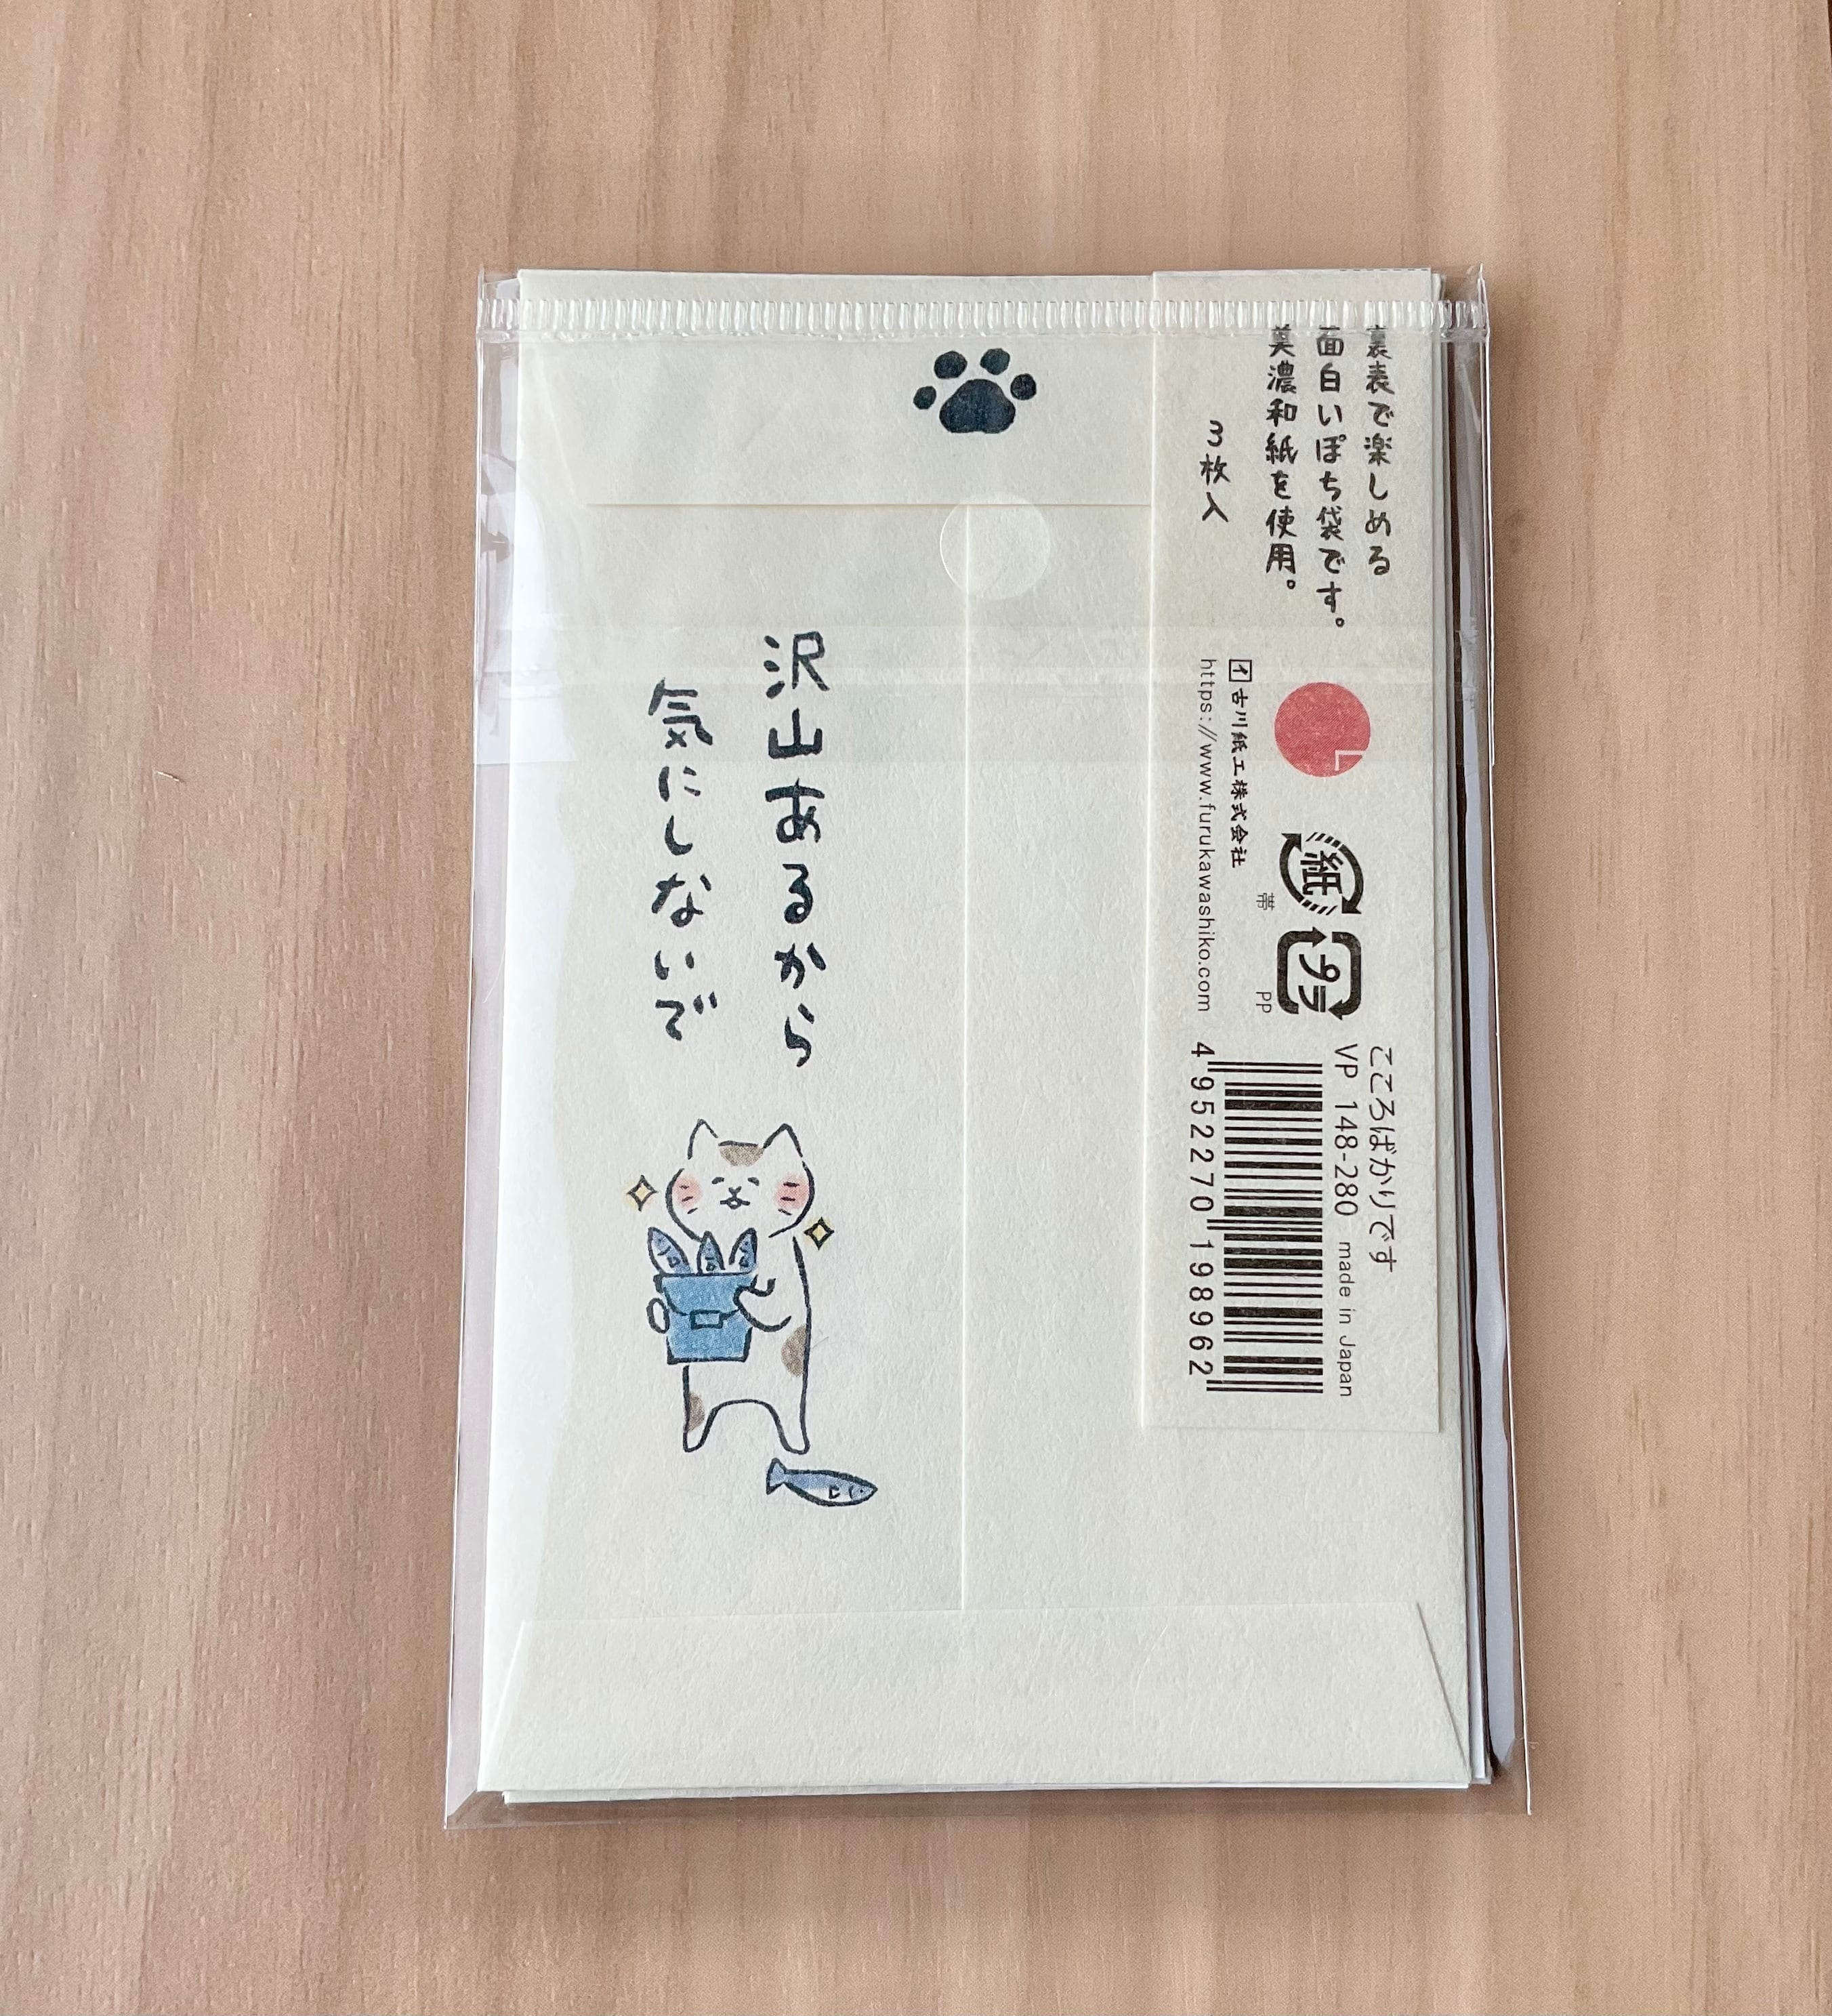 裏表で楽しめる
面白いぽち袋です。
美濃和紙を使用。
3枚入
古川紙工株式会社
https://www.furukawashiko.com
L
紙
帯
プラ
PP
こころばかりです
VP 148-280 made in Japan
4952270198962
沢山あるから
気にしないで